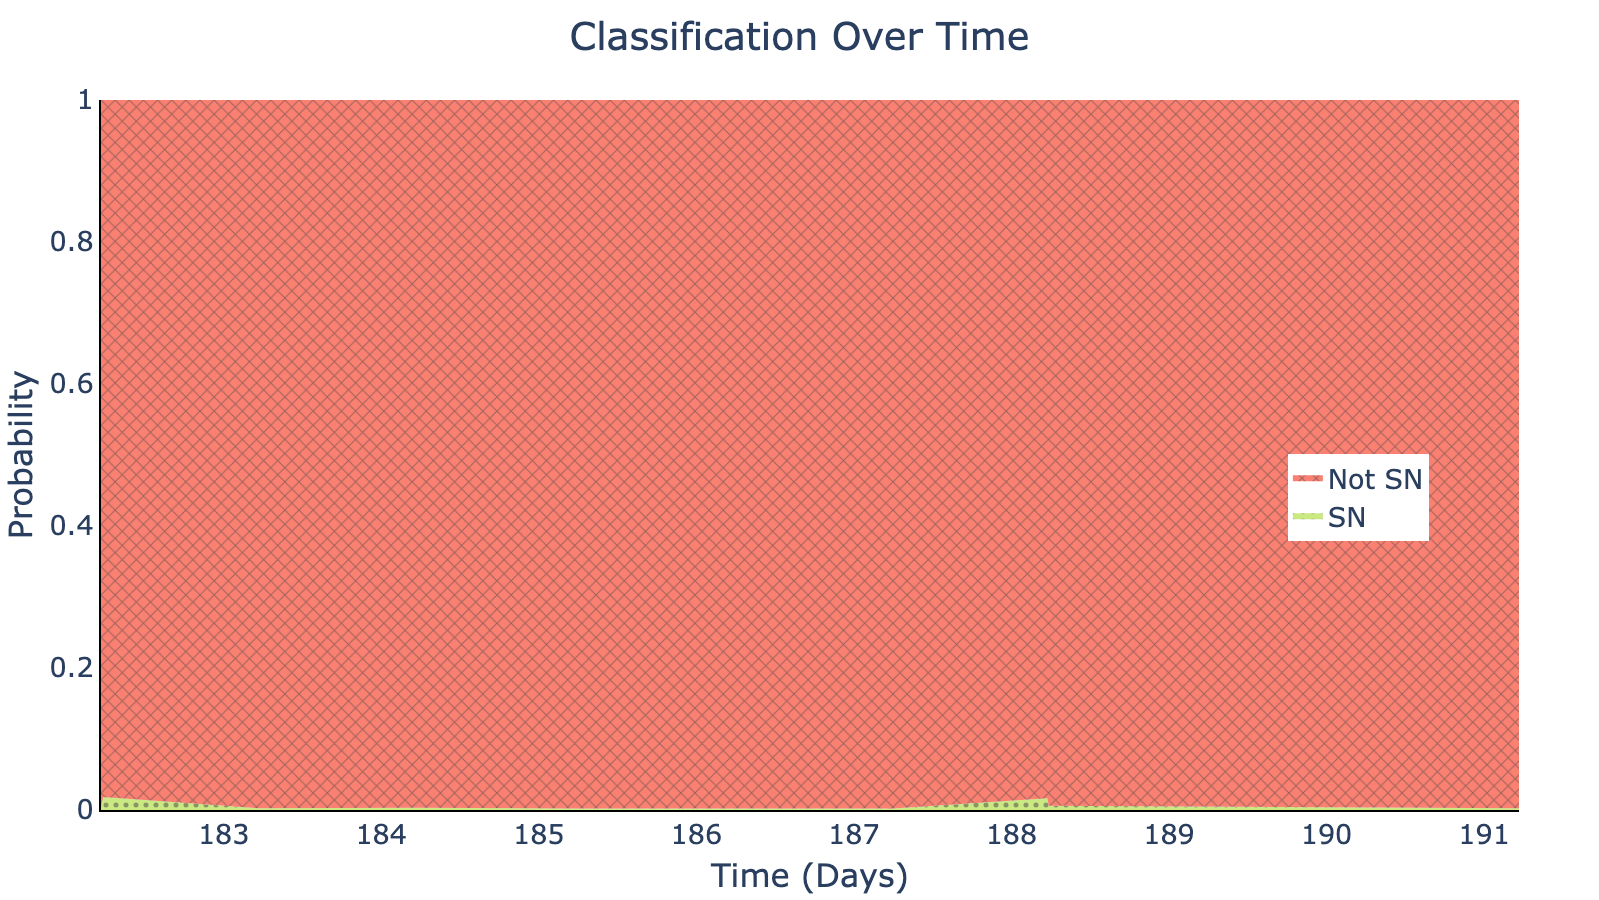 Classification Over Time
1
0.8
0.6
0.4
0.2
0
Probability
183 184 185 186 187 188 189 190 191
Time (Days)
Not SN
SN